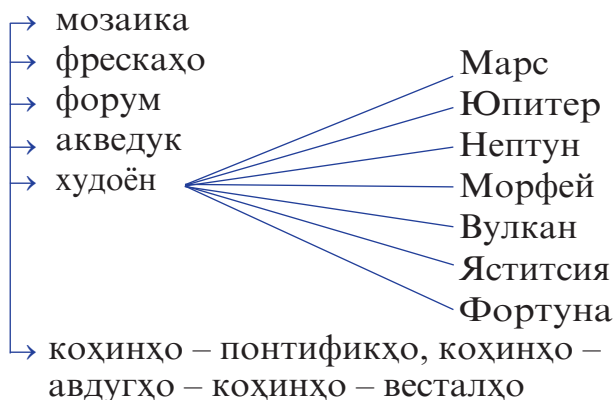 мозаика
фрескаҳо
форум
акведук
худоён
Марс
Юпитер
Нептун
Морфей
Вулкан
Яститсия
Фортуна
коҳинҳо – понтификҳо, коҳинҳо –
авдугҳо – коҳинҳо – весталҳо